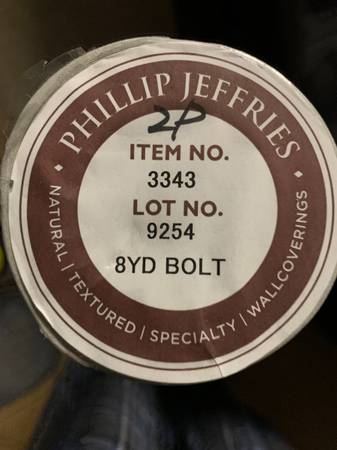 PHILLIP JEFFRIES
2P
ITEM NO.
3343
LOT NO.
9254
8YD BOLT
NATURAL | TEXTURED | SPECIALTY | WALLCOVERINGS